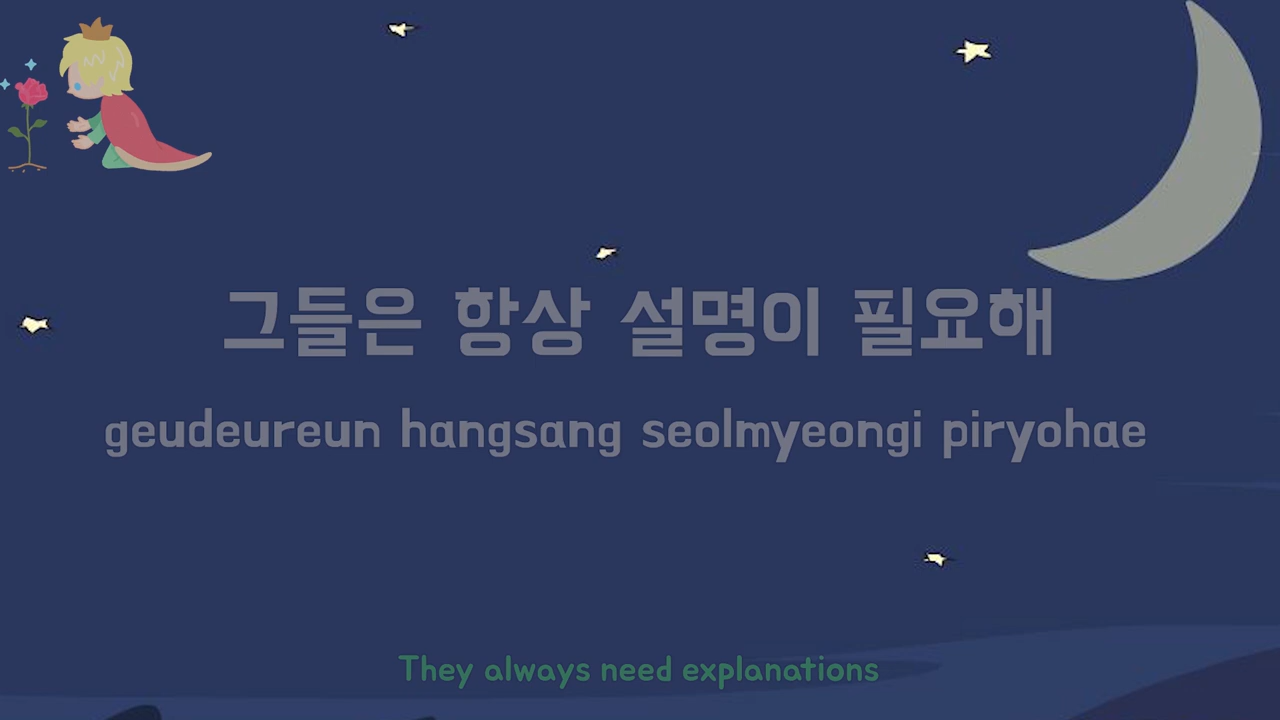 그들은 항상 설명이 필요해
geudeureun hangsang seolmyeongi piryohae
They always need explanations